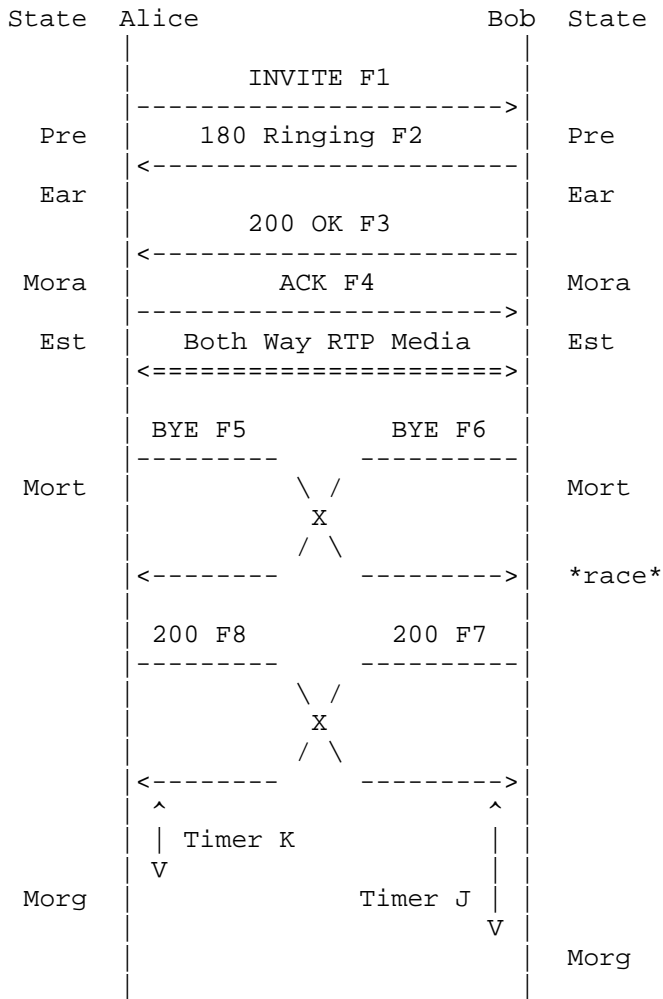 State Alice Bob State
INVITE F1
Pre 180 Ringing F2 Pre
Ear Ear
200 OK F3
Mora ACK F4 Mora
Est Both Way RTP Media Est
BYE F5 BYE F6
Mort Mort
X
*race*
200 F8 200 F7
X
Timer K
Morg Timer J
Morg